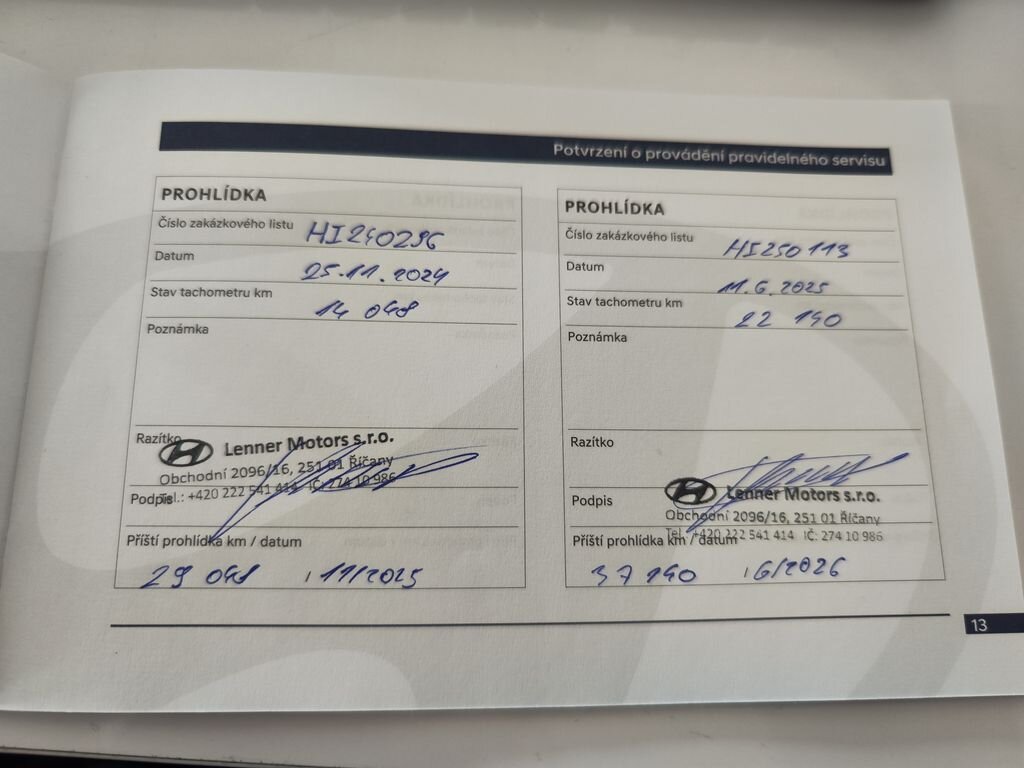 Potvrzení o provádění pravidelného servisu
PROHLÍDKA
Číslo zakázkového listu HI240296
Datum 25.11.2024
Stav tachometru km 14 048
Poznámka
Razítko
Lenner Motors s.r.o.
Obchodní 2096/16, 251 01 Říčany
Tel.: +420 222 541 414 IČ: 274 10 986
Podpis
Příští prohlídka km / datum
29 048 / 11/2025
PROHLÍDKA
Číslo zakázkového listu HI250113
Datum 11.6.2025
Stav tachometru km 22 190
Poznámka
Razítko
Podpis
Lenner Motors s.r.o.
Obchodní 2096/16, 251 01 Říčany
Tel.: +420 222 541 414 IČ: 274 10 986
Příští prohlídka km / datum
37 190 / 6/2026
13